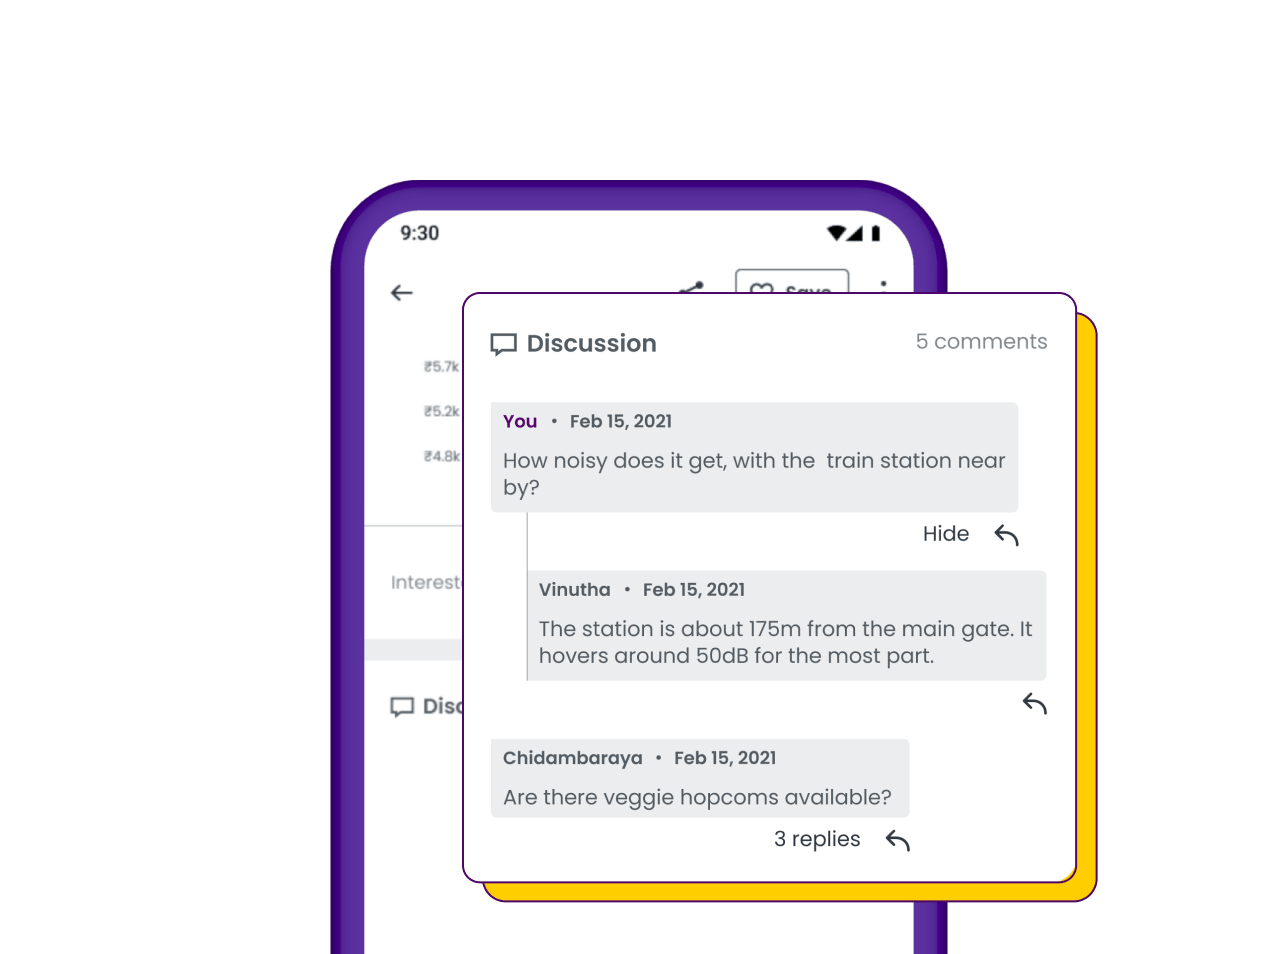 9:30
Save
Discussion
5 comments
₹5.7k
₹5.2k
₹4.8k
You • Feb 15, 2021
How noisy does it get, with the  train station near
by?
Hide
Interest
Vinutha • Feb 15, 2021
The station is about 175m from the main gate. It
hovers around 50dB for the most part.
Disc
Chidambaraya • Feb 15, 2021
Are there veggie hopcoms available?
3 replies